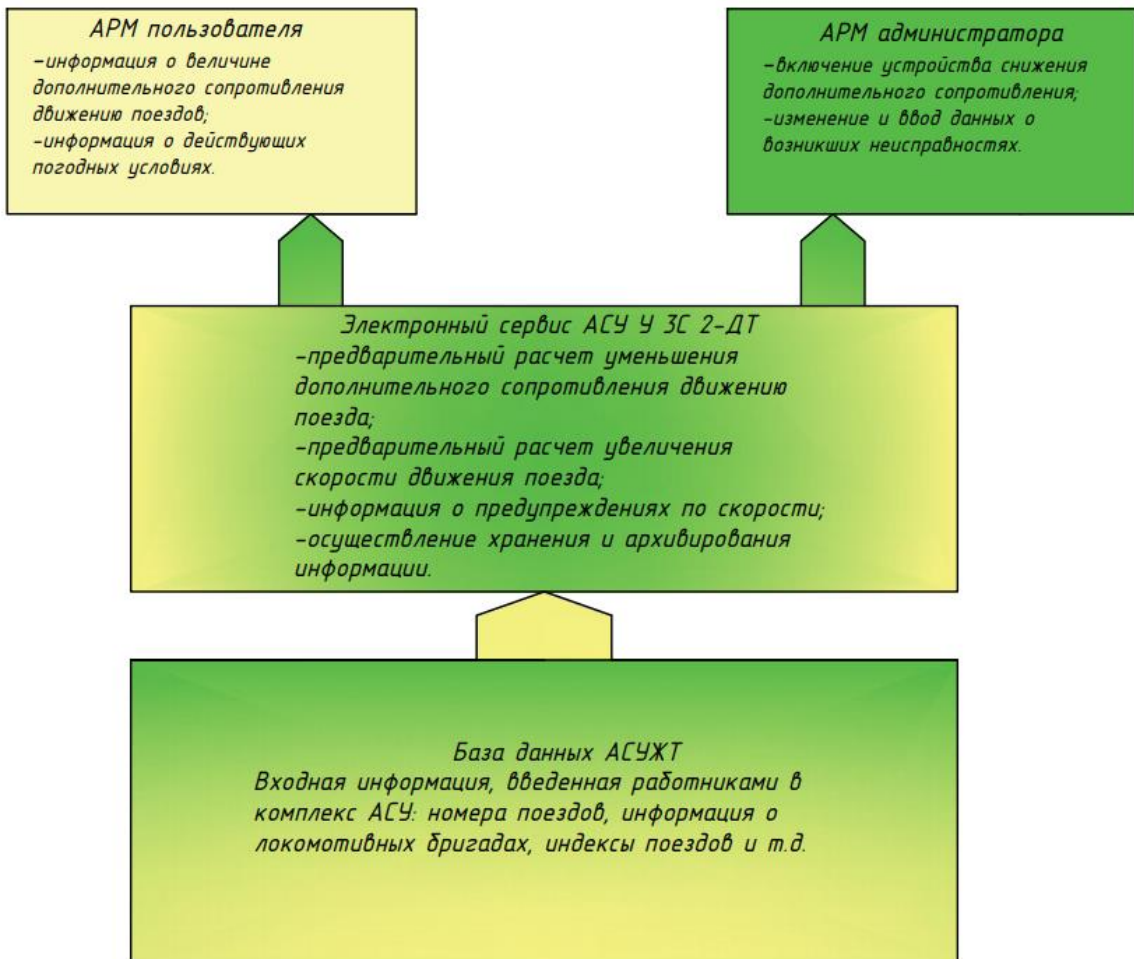 АРМ пользователя
-информация о величине
дополнительного сопротивления
движению поездов;
-информация о действующих
погодных условиях.
АРМ администратора
-включение устройства снижения
дополнительного сопротивления;
-изменение и ввод данных о
возникших неисправностях.
Электронный сервис АСУ У ЗС 2-ДТ
-предварительный расчет уменьшения
дополнительного сопротивления движению
поезда;
-предварительный расчет увеличения
скорости движения поезда;
-информация о предупреждениях по скорости;
-осуществление хранения и архивирования
информации.
База данных АСУЖТ
Входная информация, введенная работниками в
комплекс АСУ: номера поездов, информация о
локомотивных бригадах, индексы поездов и т.д.